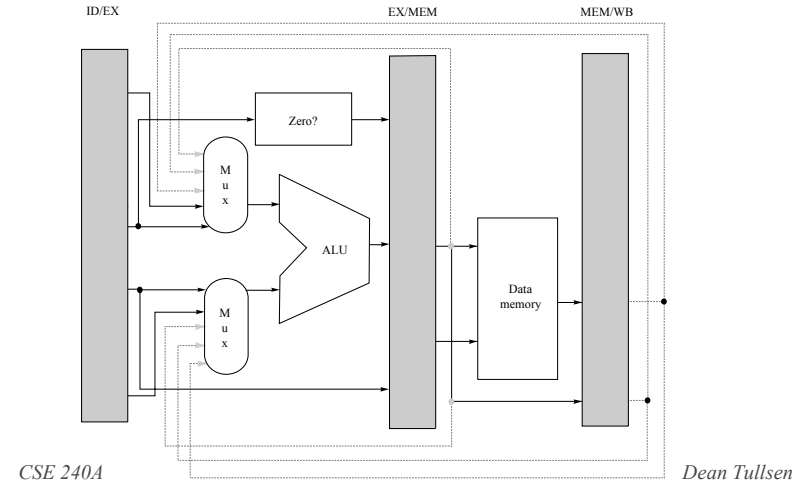 ID/EX
EX/MEM
MEM/WB
Zero?
M
u
x
ALU
M
u
x
Data
memory
CSE 240A
Dean Tullsen